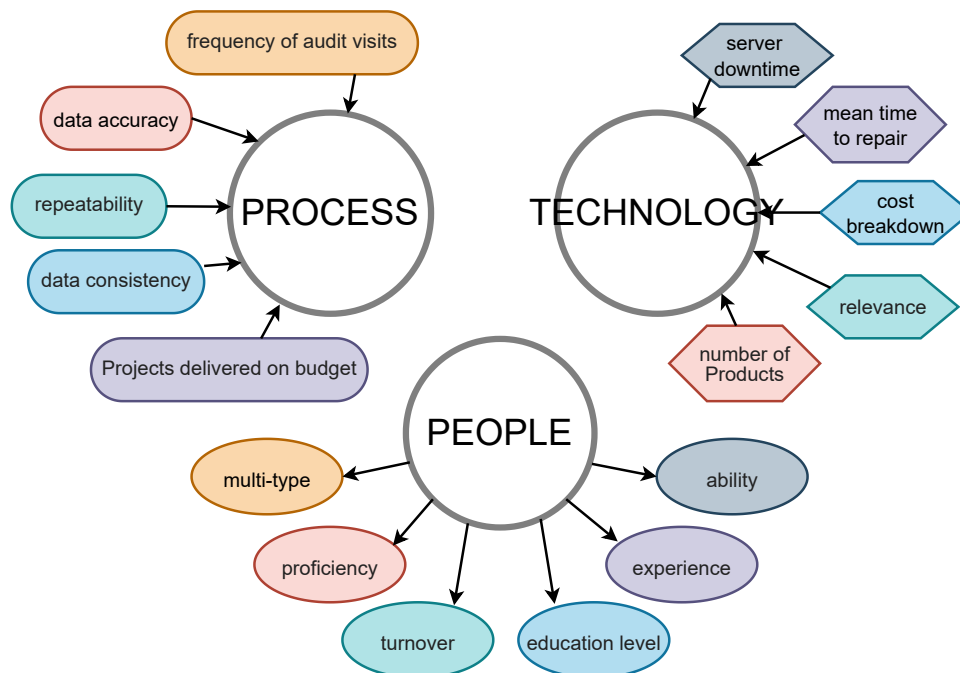 frequency of audit visits
data accuracy
repeatability
data consistency
Projects delivered on budget
PROCESS
server
downtime
mean time
to repair
cost
breakdown
relevance
number of
Products
TECHNOLOGY
PEOPLE
multi-type
proficiency
turnover
education level
experience
ability